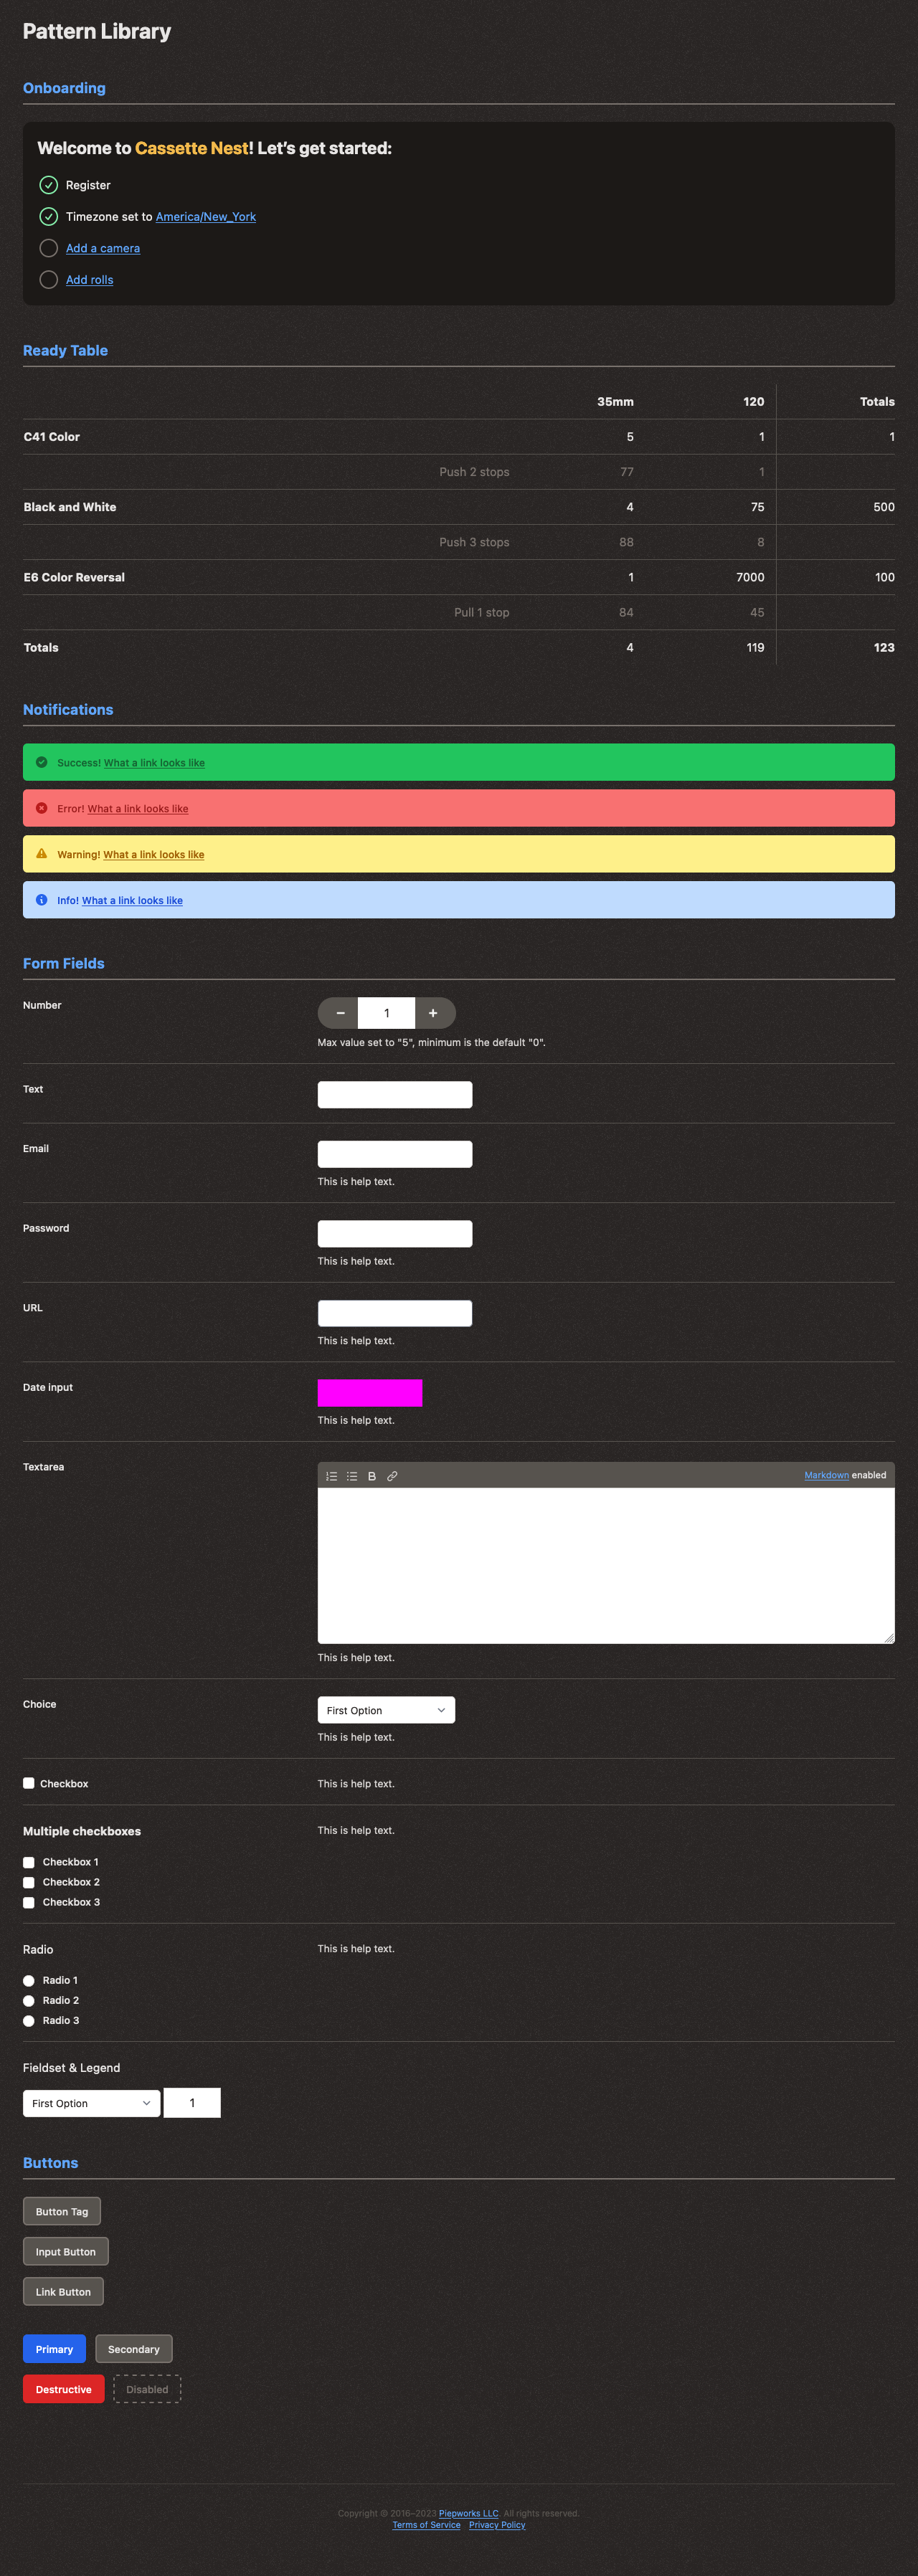 Pattern Library
Onboarding
Welcome to Cassette Nest! Let’s get started:
Register
Timezone set to America/New_York
Add a camera
Add rolls
Ready Table
35mm 120 Totals
C41 Color 5 1 1
Push 2 stops 77 1
Black and White 4 75 500
Push 3 stops 88 8
E6 Color Reversal 1 7000 100
Pull 1 stop 84 45
Totals 4 119 123
Notifications
Success! What a link looks like
Error! What a link looks like
Warning! What a link looks like
Info! What a link looks like
Form Fields
Number
− 1 +
Max value set to "5", minimum is the default "0".
Text
Email
This is help text.
Password
This is help text.
URL
This is help text.
Date input
This is help text.
Textarea
B Markdown enabled
This is help text.
Choice
First Option
This is help text.
Checkbox This is help text.
Multiple checkboxes This is help text.
Checkbox 1
Checkbox 2
Checkbox 3
Radio This is help text.
Radio 1
Radio 2
Radio 3
Fieldset & Legend
First Option 1
Buttons
Button Tag
Input Button
Link Button
Primary Secondary
Destructive Disabled
Copyright © 2016–2023 Piepworks LLC. All rights reserved.
Terms of Service Privacy Policy